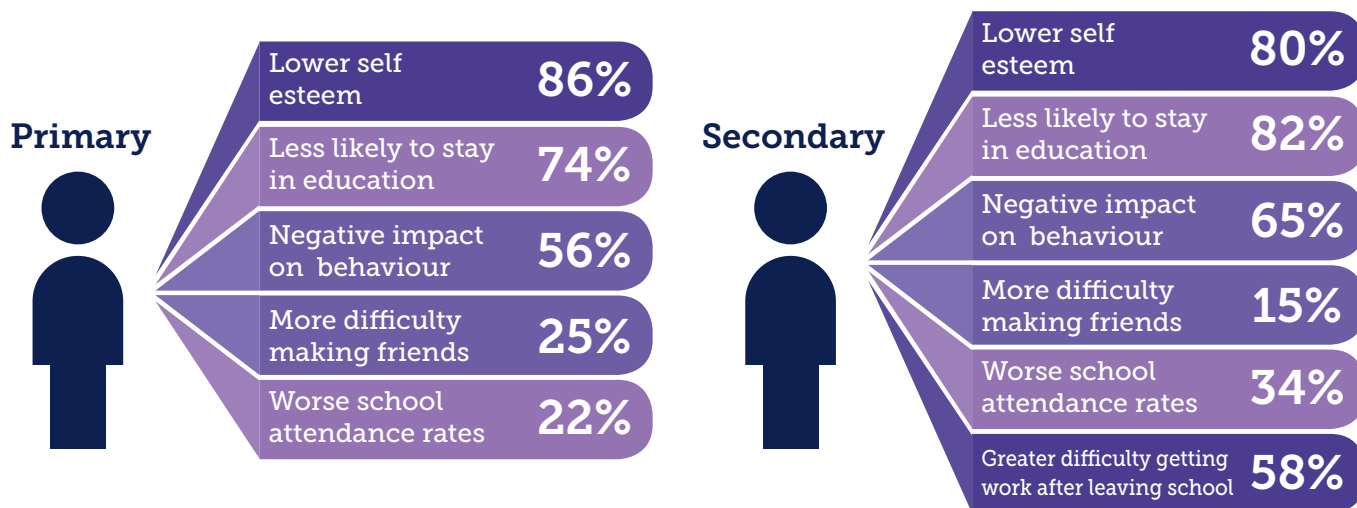 Primary
Lower self
esteem
86%
Less likely to stay
in education
74%
Negative impact
on behaviour
56%
More difficulty
making friends
25%
Worse school
attendance rates
22%
Secondary
Lower self
esteem
80%
Less likely to stay
in education
82%
Negative impact
on behaviour
65%
More difficulty
making friends
15%
Worse school
attendance rates
34%
Greater difficulty getting
work after leaving school
58%